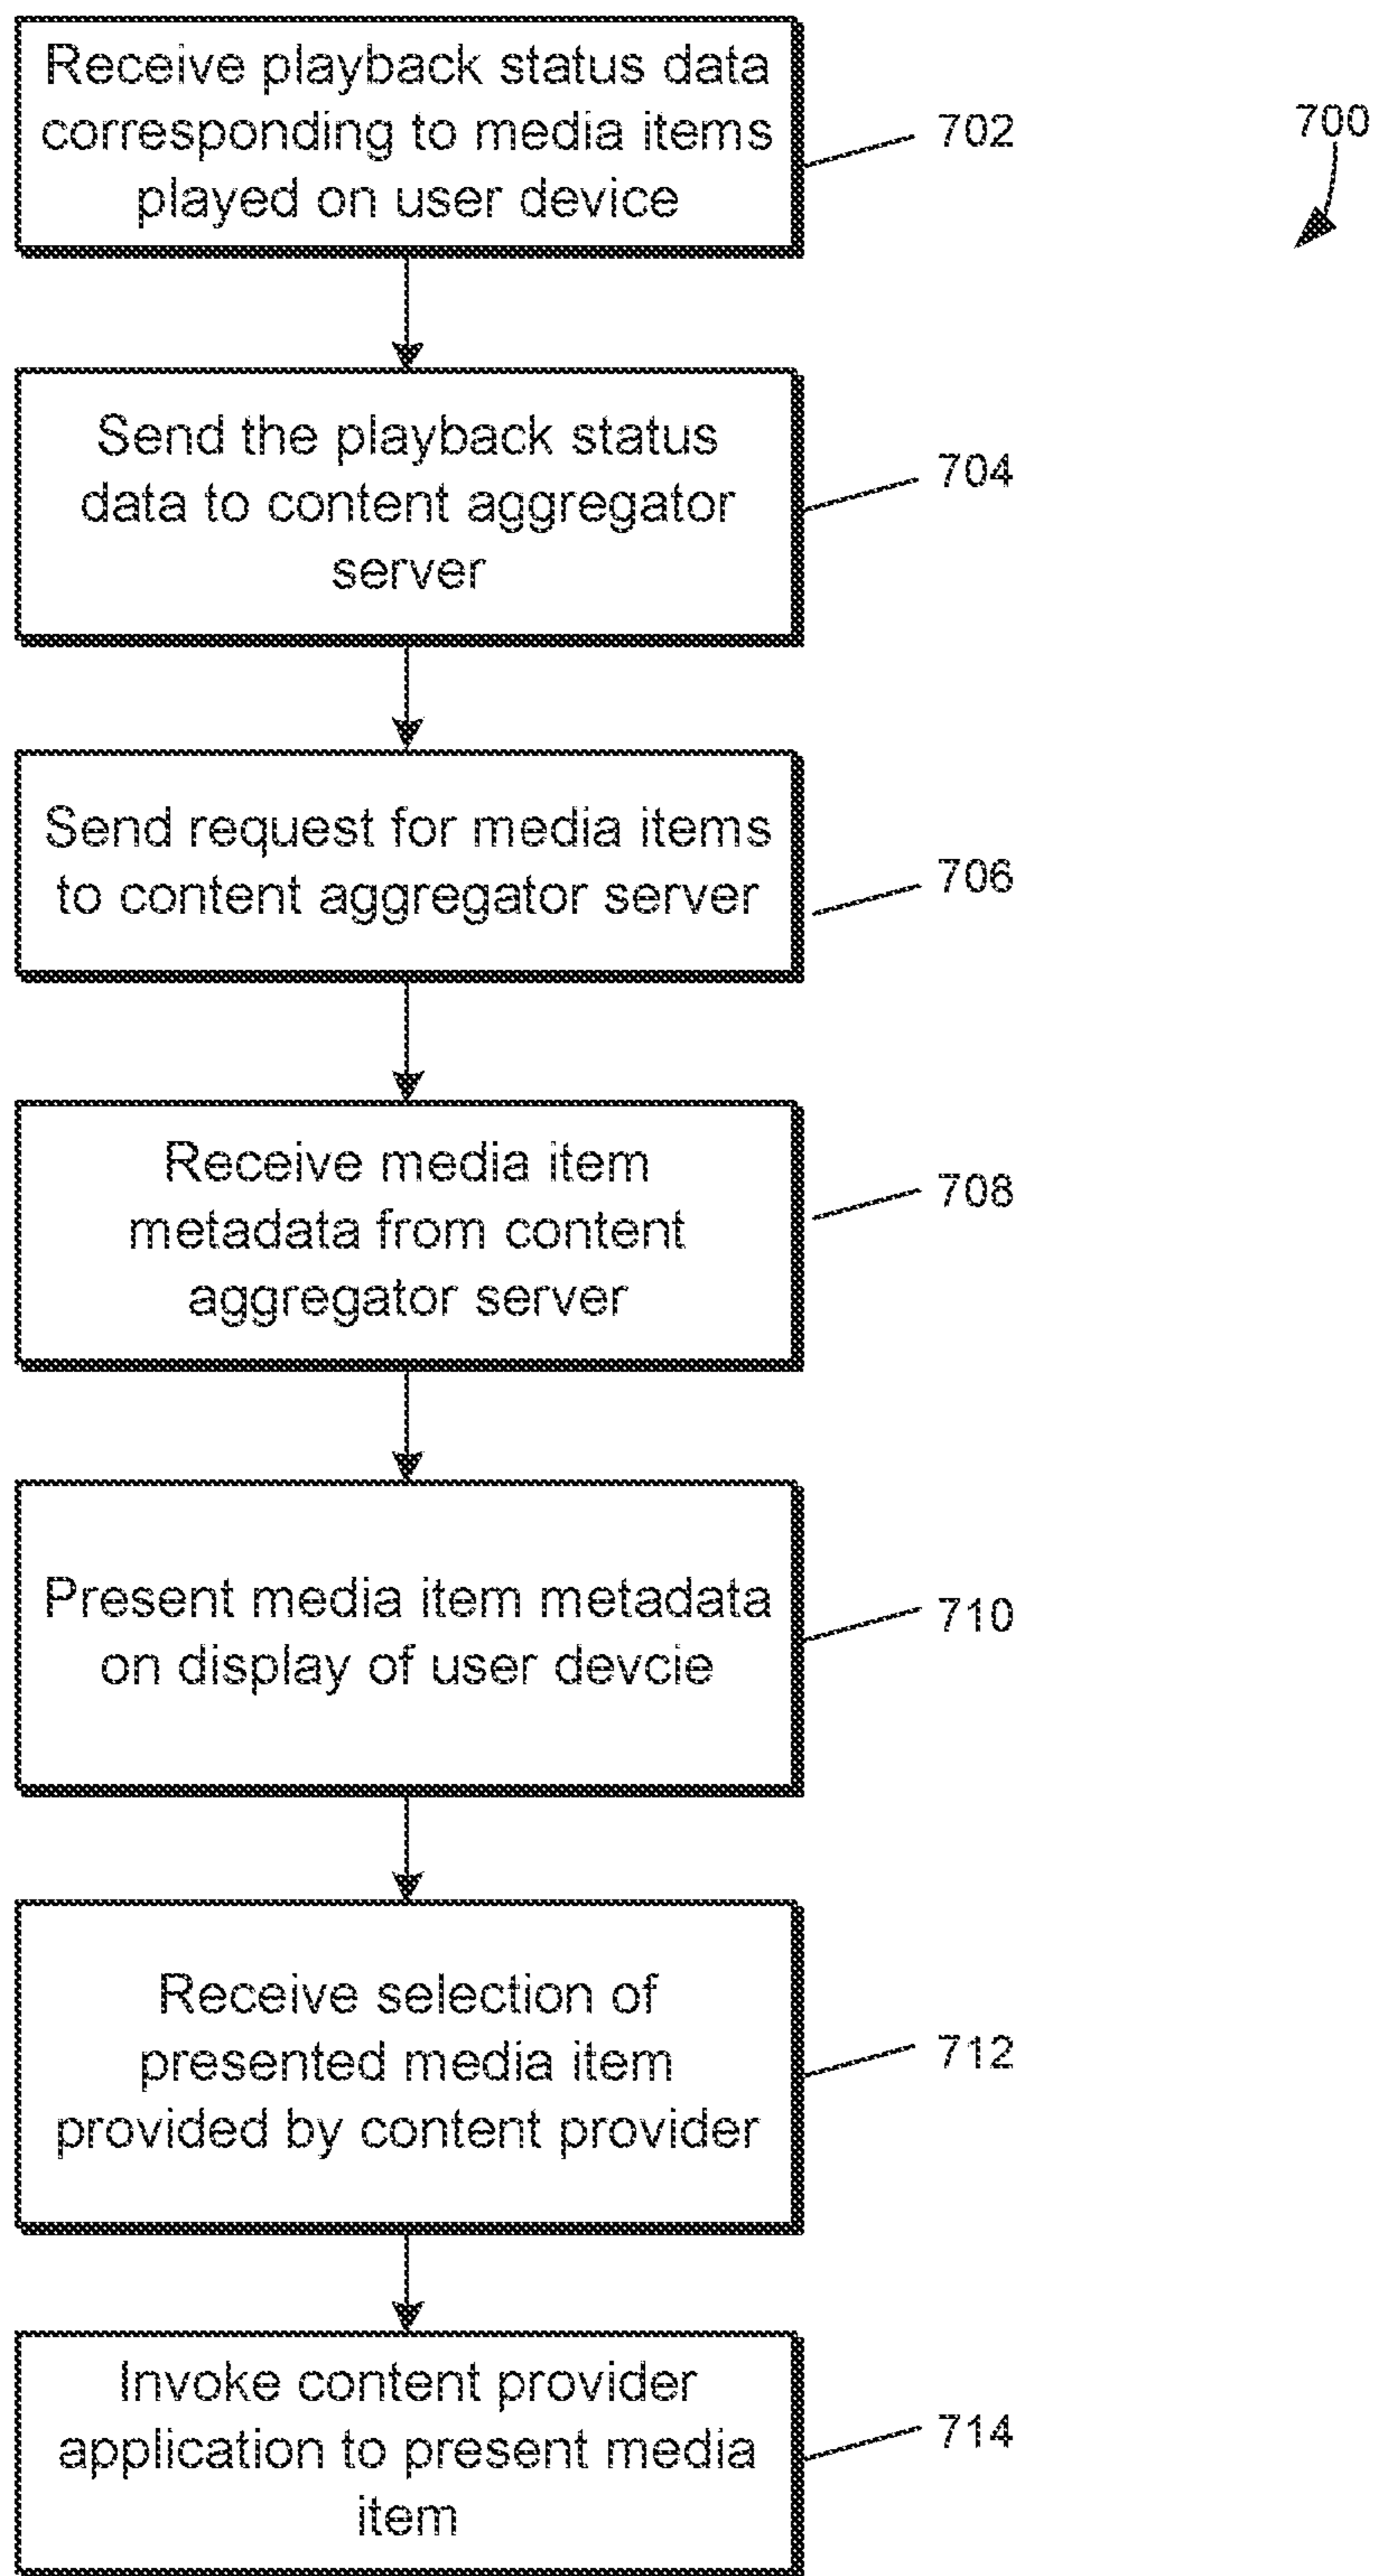 Receive playback status data
corresponding to media items
played on user device
702
700
Send the playback status
data to content aggregator
server
704
Send request for media items
to content aggregator server
706
Receive media item
metadata from content
aggregator server
708
Present media item metadata
on display of user devcie
710
Receive selection of
presented media item
provided by content provider
712
Invoke content provider
application to present media
item
714